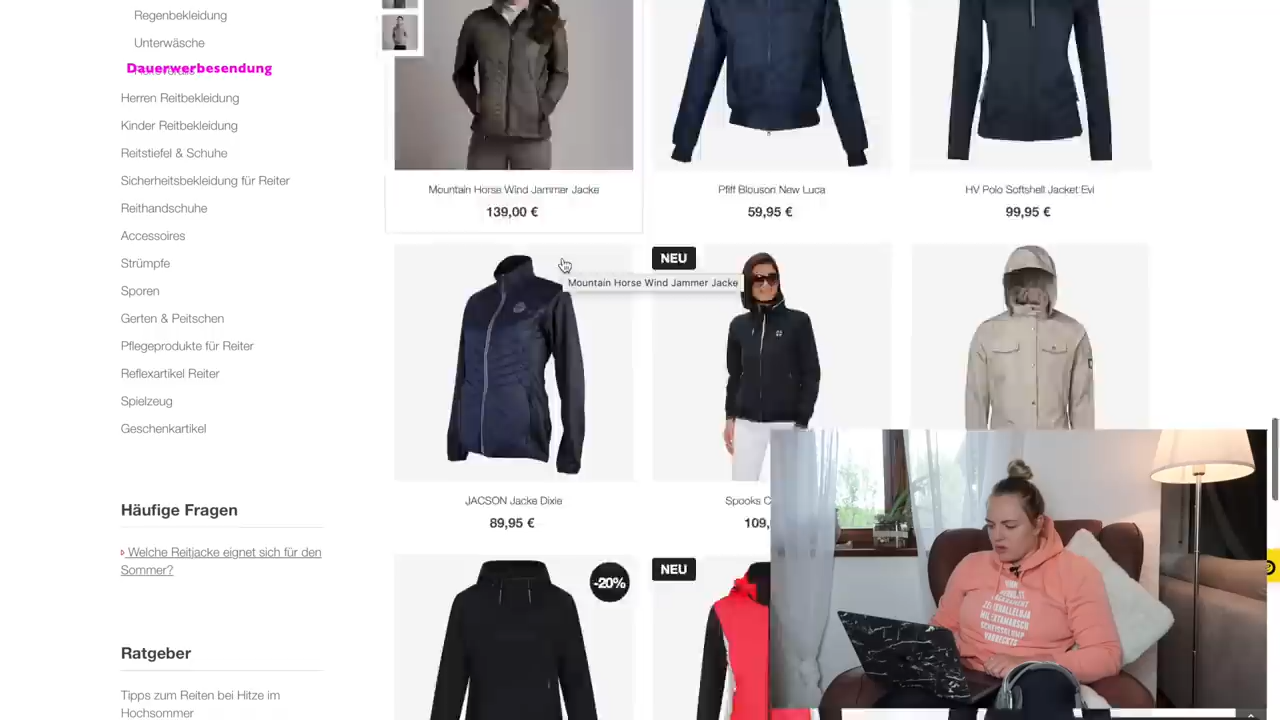 Regenbekleidung
Unterwäsche
Dauerwerbesendung
Herren Reitbekleidung
Kinder Reitbekleidung
Reitstiefel & Schuhe
Sicherheitsbekleidung für Reiter
Reithandschuhe
Accessoires
Strümpfe
Sporen
Gerten & Peitschen
Pflegeprodukte für Reiter
Reflexartikel Reiter
Spielzeug
Geschenkartikel
Häufige Fragen
Welche Reitjacke eignet sich für den
Sommer?
Ratgeber
Tipps zum Reiten bei Hitze im
Hochsommer
Mountain Horse Wind Jammer Jacke
139,00 €
Pfiff Blouson New Luca
59,95 €
HV Polo Softshell Jacket Evi
99,95 €
NEU
Mountain Horse Wind Jammer Jacke
JACSON Jacke Dixie
89,95 €
Spooks C
109,
-20%
NEU